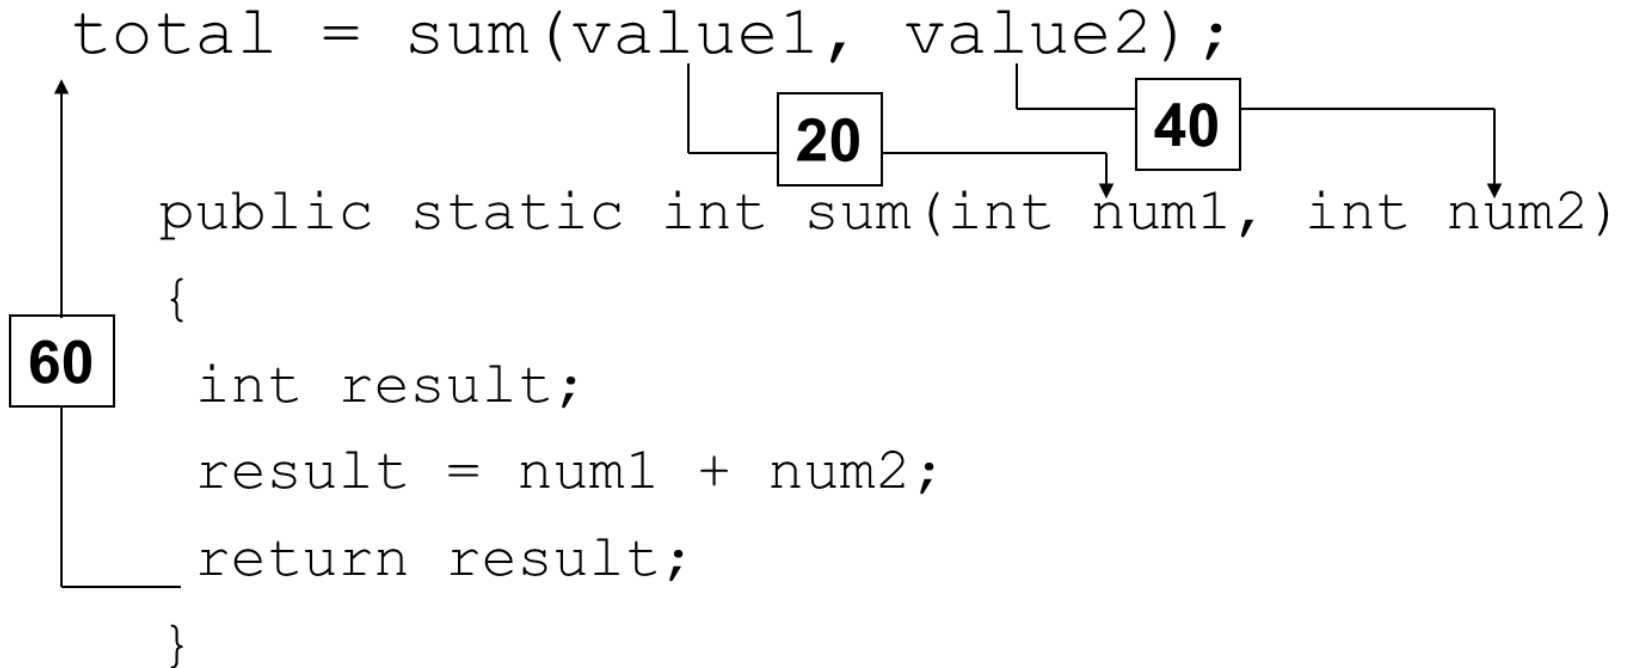 total = sum(value1, value2);
20
40
public static int sum(int num1, int num2)
{
60
int result;
result = num1 + num2;
return result;
}